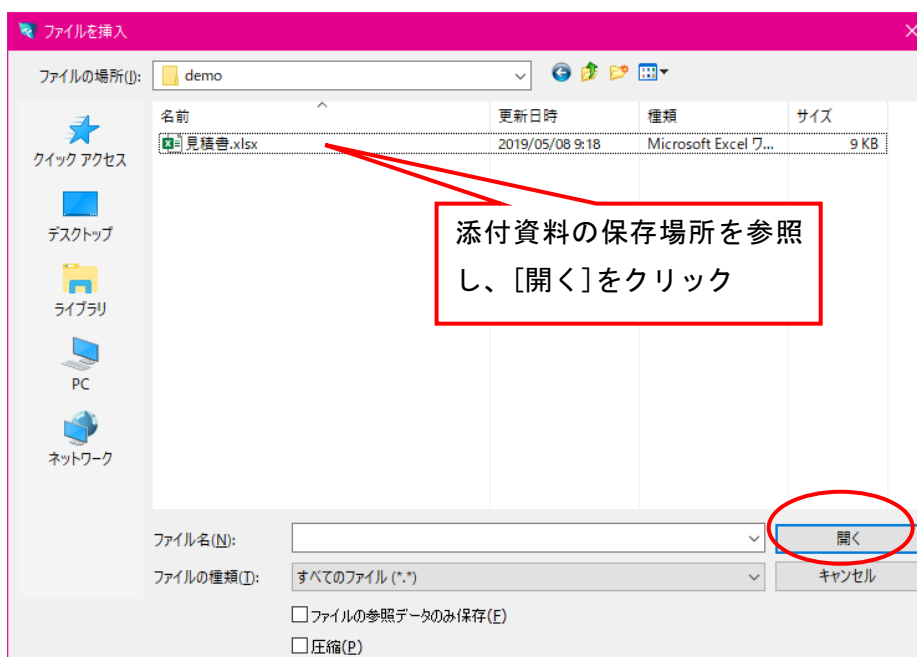 ファイルを挿入
ファイルの場所(I):
demo
名前
更新日時
種類
サイズ
見積書.xlsx
2019/05/08 9:18
Microsoft Excel ワ...
9 KB
クイック アクセス
デスクトップ
ライブラリ
PC
ネットワーク
添付資料の保存場所を参照
し、[開く]をクリック
ファイル名(N):
開く
ファイルの種類(T):
すべてのファイル (*.*)
キャンセル
ファイルの参照データのみ保存(F)
圧縮(P)